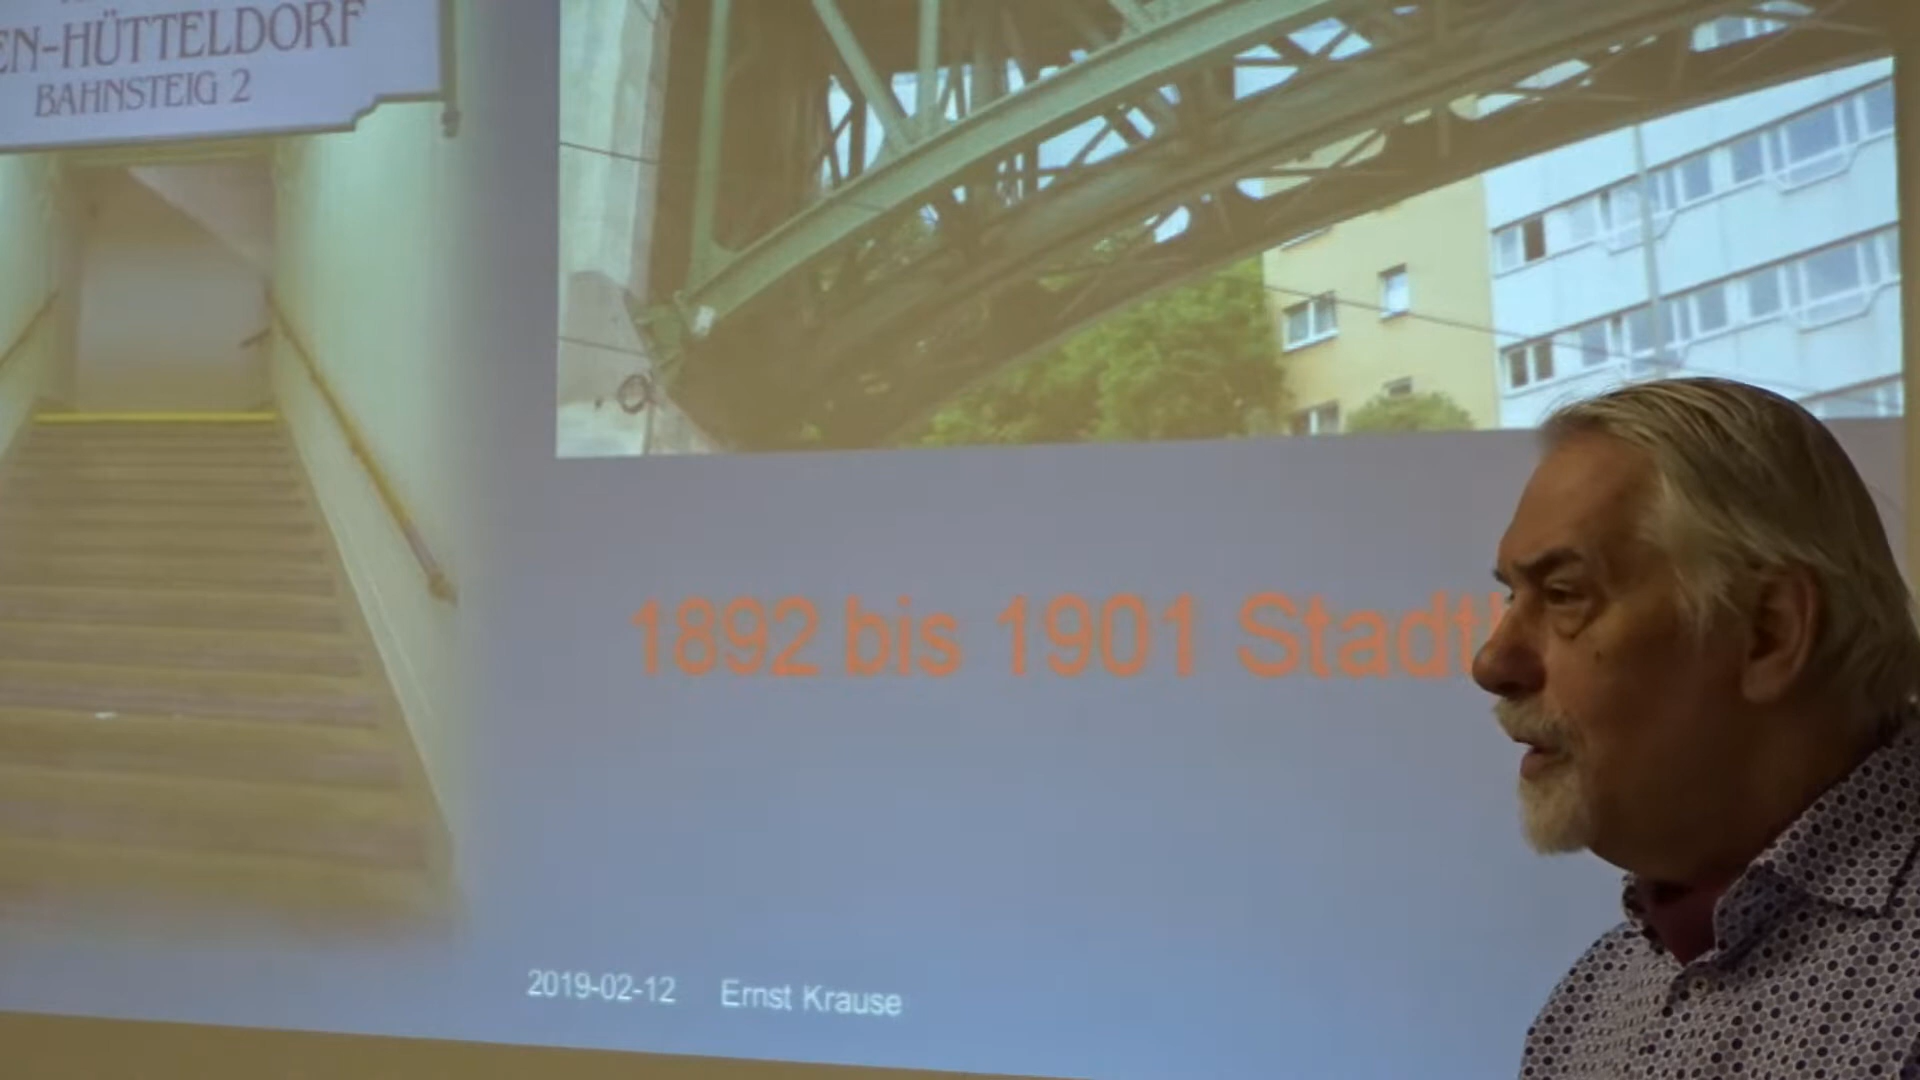 EN-HÜTTELDORF
BAHNSTEIG 2
1892 bis 1901 Stadt
2019-02-12 Ernst Krause